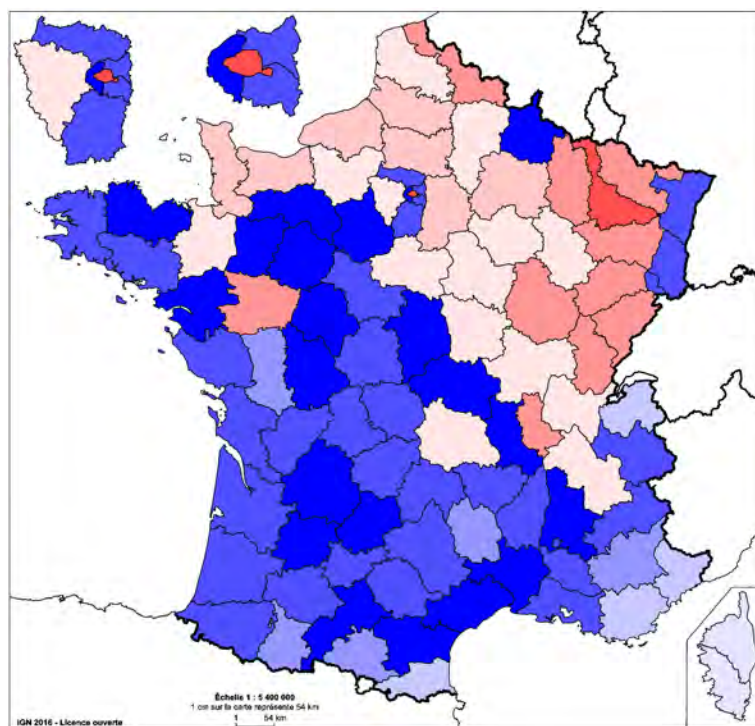 Échelle 1 : 5 400 000
1 cm sur la carte représente 54 km
1 54 km
IGN 2016 - Licence ouverte